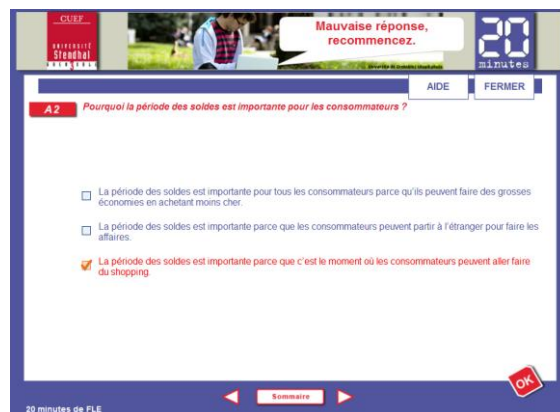 CUEF
UNIVERSITÉ
Stendhal
GRENOBLE
Mauvaise réponse,
recommencez.
20
minutes
AIDE
FERMER
A2
Pourquoi la période des soldes est importante pour les consommateurs ?
La période des soldes est importante pour tous les consommateurs parce qu'ils peuvent faire des grosses
économies en achetant moins cher.
La période des soldes est importante parce que les consommateurs peuvent partir à l'étranger pour faire les
affaires.
La période des soldes est importante parce que c'est le moment où les consommateurs peuvent aller faire
du shopping.
OK
Sommaire
20 minutes de FLE